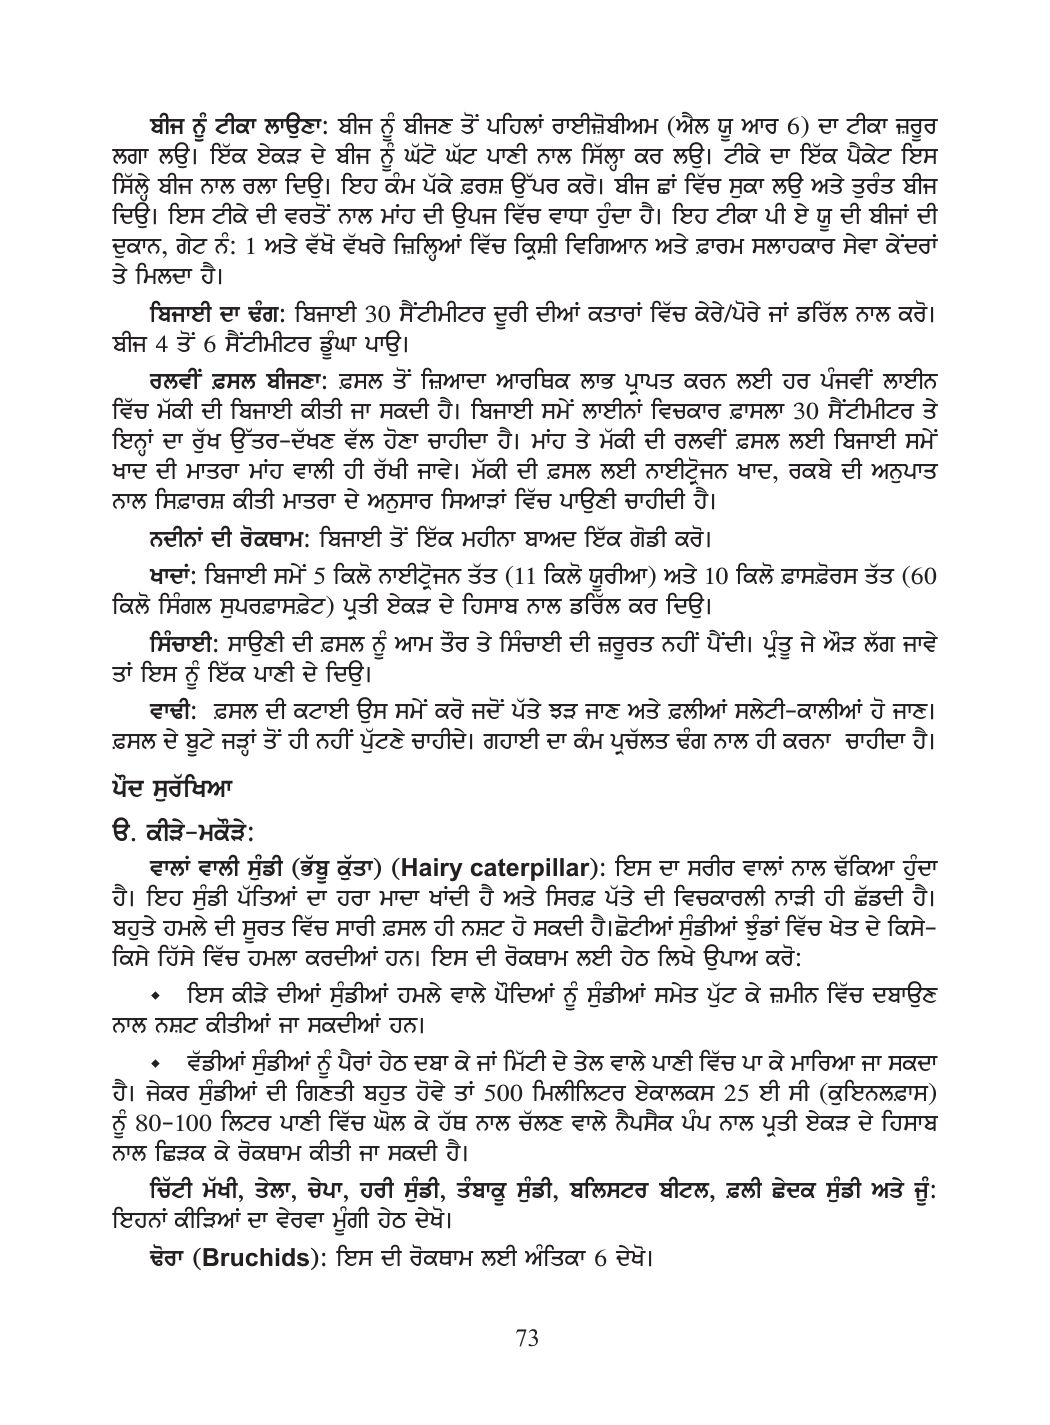 ਬੀਜ ਨੂੰ ਟੀਕਾ ਲਾਉਣਾ: ਬੀਜ ਨੂੰ ਬੀਜਣ ਤੋਂ ਪਹਿਲਾਂ ਰਾਈਜ਼ੋਬੀਅਮ (ਐਲ ਯੂ ਆਰ 6) ਦਾ ਟੀਕਾ ਜ਼ਰੂਰ
ਲਗਾ ਲਉ। ਇੱਕ ਏਕੜ ਦੇ ਬੀਜ ਨੂੰ ਘੱਟੋ ਘੱਟ ਪਾਣੀ ਨਾਲ ਸਿੱਲ੍ਹਾ ਕਰ ਲਉ। ਟੀਕੇ ਦਾ ਇੱਕ ਪੈਕੇਟ ਇਸ
ਸਿੱਲ੍ਹੇ ਬੀਜ ਨਾਲ ਰਲਾ ਦਿਉ। ਇਹ ਕੰਮ ਪੱਕੇ ਫ਼ਰਸ਼ ਉੱਪਰ ਕਰੋ। ਬੀਜ ਛਾਂ ਵਿੱਚ ਸੁਕਾ ਲਉ ਅਤੇ ਤੁਰੰਤ ਬੀਜ
ਦਿਉ। ਇਸ ਟੀਕੇ ਦੀ ਵਰਤੋਂ ਨਾਲ ਮਾਂਹ ਦੀ ਉਪਜ ਵਿੱਚ ਵਾਧਾ ਹੁੰਦਾ ਹੈ। ਇਹ ਟੀਕਾ ਪੀ ਏ ਯੂ ਦੀ ਬੀਜਾਂ ਦੀ
ਦੁਕਾਨ, ਗੇਟ ਨੰ: 1 ਅਤੇ ਵੱਖੋ ਵੱਖਰੇ ਜ਼ਿਲ੍ਹਿਆਂ ਵਿੱਚ ਕ੍ਰਿਸ਼ੀ ਵਿਗਿਆਨ ਅਤੇ ਫ਼ਾਰਮ ਸਲਾਹਕਾਰ ਸੇਵਾ ਕੇਂਦਰਾਂ
ਤੇ ਮਿਲਦਾ ਹੈ।
ਬਿਜਾਈ ਦਾ ਢੰਗ: ਬਿਜਾਈ 30 ਸੈਂਟੀਮੀਟਰ ਦੂਰੀ ਦੀਆਂ ਕਤਾਰਾਂ ਵਿੱਚ ਕੇਰੇ/ਪੋਰੇ ਜਾਂ ਡਰਿੱਲ ਨਾਲ ਕਰੋ।
ਬੀਜ 4 ਤੋਂ 6 ਸੈਂਟੀਮੀਟਰ ਡੂੰਘਾ ਪਾਉ।
ਰਲਵੀਂ ਫ਼ਸਲ ਬੀਜਣਾ: ਫ਼ਸਲ ਤੋਂ ਜ਼ਿਆਦਾ ਆਰਥਿਕ ਲਾਭ ਪ੍ਰਾਪਤ ਕਰਨ ਲਈ ਹਰ ਪੰਜਵੀਂ ਲਾਈਨ
ਵਿੱਚ ਮੱਕੀ ਦੀ ਬਿਜਾਈ ਕੀਤੀ ਜਾ ਸਕਦੀ ਹੈ। ਬਿਜਾਈ ਸਮੇਂ ਲਾਈਨਾਂ ਵਿਚਕਾਰ ਫ਼ਾਸਲਾ 30 ਸੈਂਟੀਮੀਟਰ ਤੇ
ਇਨ੍ਹਾਂ ਦਾ ਰੁੱਖ ਉੱਤਰ-ਦੱਖਣ ਵੱਲ ਹੋਣਾ ਚਾਹੀਦਾ ਹੈ। ਮਾਂਹ ਤੇ ਮੱਕੀ ਦੀ ਰਲਵੀਂ ਫ਼ਸਲ ਲਈ ਬਿਜਾਈ ਸਮੇਂ
ਖਾਦ ਦੀ ਮਾਤਰਾ ਮਾਂਹ ਵਾਲੀ ਹੀ ਰੱਖੀ ਜਾਵੇ। ਮੱਕੀ ਦੀ ਫ਼ਸਲ ਲਈ ਨਾਈਟ੍ਰੋਜਨ ਖਾਦ, ਰਕਬੇ ਦੀ ਅਨੁਪਾਤ
ਨਾਲ ਸਿਫ਼ਾਰਸ਼ ਕੀਤੀ ਮਾਤਰਾ ਦੇ ਅਨੁਸਾਰ ਸਿਆੜਾਂ ਵਿੱਚ ਪਾਉਣੀ ਚਾਹੀਦੀ ਹੈ।
ਨਦੀਨਾਂ ਦੀ ਰੋਕਥਾਮ: ਬਿਜਾਈ ਤੋਂ ਇੱਕ ਮਹੀਨਾ ਬਾਅਦ ਇੱਕ ਗੋਡੀ ਕਰੋ।
ਖਾਦਾਂ: ਬਿਜਾਈ ਸਮੇਂ 5 ਕਿਲੋ ਨਾਈਟ੍ਰੋਜਨ ਤੱਤ (11 ਕਿਲੋ ਯੂਰੀਆ) ਅਤੇ 10 ਕਿਲੋ ਫ਼ਾਸਫ਼ੋਰਸ ਤੱਤ (60
ਕਿਲੋ ਸਿੰਗਲ ਸੁਪਰਫ਼ਾਸਫ਼ੇਟ) ਪ੍ਰਤੀ ਏਕੜ ਦੇ ਹਿਸਾਬ ਨਾਲ ਡਰਿੱਲ ਕਰ ਦਿਉ।
ਸਿੰਚਾਈ: ਸਾਉਣੀ ਦੀ ਫ਼ਸਲ ਨੂੰ ਆਮ ਤੌਰ ਤੇ ਸਿੰਚਾਈ ਦੀ ਜ਼ਰੂਰਤ ਨਹੀਂ ਪੈਂਦੀ। ਪ੍ਰੰਤੂ ਜੇ ਔੜ ਲੱਗ ਜਾਵੇ
ਤਾਂ ਇਸ ਨੂੰ ਇੱਕ ਪਾਣੀ ਦੇ ਦਿਉ।
ਵਾਢੀ: ਫ਼ਸਲ ਦੀ ਕਟਾਈ ਉਸ ਸਮੇਂ ਕਰੋ ਜਦੋਂ ਪੱਤੇ ਝੜ ਜਾਣ ਅਤੇ ਫ਼ਲੀਆਂ ਸਲੇਟੀ-ਕਾਲੀਆਂ ਹੋ ਜਾਣ।
ਫ਼ਸਲ ਦੇ ਬੂਟੇ ਜੜ੍ਹਾਂ ਤੋਂ ਹੀ ਨਹੀਂ ਪੁੱਟਣੇ ਚਾਹੀਦੇ। ਗਹਾਈ ਦਾ ਕੰਮ ਪ੍ਰਚੱਲਤ ਢੰਗ ਨਾਲ ਹੀ ਕਰਨਾ ਚਾਹੀਦਾ ਹੈ।
ਪੌਦ ਸੁਰੱਖਿਆ
ੳ. ਕੀੜੇ-ਮਕੌੜੇ:
ਵਾਲਾਂ ਵਾਲੀ ਸੁੰਡੀ (ਭੱਬੂ ਕੁੱਤਾ) (Hairy caterpillar): ਇਸ ਦਾ ਸਰੀਰ ਵਾਲਾਂ ਨਾਲ ਢੱਕਿਆ ਹੁੰਦਾ
ਹੈ। ਇਹ ਸੁੰਡੀ ਪੱਤਿਆਂ ਦਾ ਹਰਾ ਮਾਦਾ ਖਾਂਦੀ ਹੈ ਅਤੇ ਸਿਰਫ਼ ਪੱਤੇ ਦੀ ਵਿਚਕਾਰਲੀ ਨਾੜੀ ਹੀ ਛੱਡਦੀ ਹੈ।
ਬਹੁਤੇ ਹਮਲੇ ਦੀ ਸੂਰਤ ਵਿੱਚ ਸਾਰੀ ਫ਼ਸਲ ਹੀ ਨਸ਼ਟ ਹੋ ਸਕਦੀ ਹੈ।ਛੋਟੀਆਂ ਸੁੰਡੀਆਂ ਝੁੰਡਾਂ ਵਿੱਚ ਖੇਤ ਦੇ ਕਿਸੇ-
ਕਿਸੇ ਹਿੱਸੇ ਵਿੱਚ ਹਮਲਾ ਕਰਦੀਆਂ ਹਨ। ਇਸ ਦੀ ਰੋਕਥਾਮ ਲਈ ਹੇਠ ਲਿਖੇ ਉਪਾਅ ਕਰੋ:
◆ ਇਸ ਕੀੜੇ ਦੀਆਂ ਸੁੰਡੀਆਂ ਹਮਲੇ ਵਾਲੇ ਪੌਦਿਆਂ ਨੂੰ ਸੁੰਡੀਆਂ ਸਮੇਤ ਪੁੱਟ ਕੇ ਜ਼ਮੀਨ ਵਿੱਚ ਦਬਾਉਣ
ਨਾਲ ਨਸ਼ਟ ਕੀਤੀਆਂ ਜਾ ਸਕਦੀਆਂ ਹਨ।
◆ ਵੱਡੀਆਂ ਸੁੰਡੀਆਂ ਨੂੰ ਪੈਰਾਂ ਹੇਠ ਦਬਾ ਕੇ ਜਾਂ ਮਿੱਟੀ ਦੇ ਤੇਲ ਵਾਲੇ ਪਾਣੀ ਵਿੱਚ ਪਾ ਕੇ ਮਾਰਿਆ ਜਾ ਸਕਦਾ
ਹੈ। ਜੇਕਰ ਸੁੰਡੀਆਂ ਦੀ ਗਿਣਤੀ ਬਹੁਤ ਹੋਵੇ ਤਾਂ 500 ਮਿਲੀਲਿਟਰ ਏਕਾਲਕਸ 25 ਈ ਸੀ (ਕੁਇਨਲਫ਼ਾਸ)
ਨੂੰ 80-100 ਲਿਟਰ ਪਾਣੀ ਵਿੱਚ ਘੋਲ ਕੇ ਹੱਥ ਨਾਲ ਚੱਲਣ ਵਾਲੇ ਨੈਪਸੈਕ ਪੰਪ ਨਾਲ ਪ੍ਰਤੀ ਏਕੜ ਦੇ ਹਿਸਾਬ
ਨਾਲ ਛਿੜਕ ਕੇ ਰੋਕਥਾਮ ਕੀਤੀ ਜਾ ਸਕਦੀ ਹੈ।
ਚਿੱਟੀ ਮੱਖੀ, ਤੇਲਾ, ਚੇਪਾ, ਹਰੀ ਸੁੰਡੀ, ਤੰਬਾਕੂ ਸੁੰਡੀ, ਬਲਿਸਟਰ ਬੀਟਲ, ਫ਼ਲੀ ਛੇਦਕ ਸੁੰਡੀ ਅਤੇ ਜੂੰ:
ਇਹਨਾਂ ਕੀੜਿਆਂ ਦਾ ਵੇਰਵਾ ਮੂੰਗੀ ਹੇਠ ਦੇਖੋ।
ਢੋਰਾ (Bruchids): ਇਸ ਦੀ ਰੋਕਥਾਮ ਲਈ ਅੰਤਿਕਾ 6 ਦੇਖੋ।
73